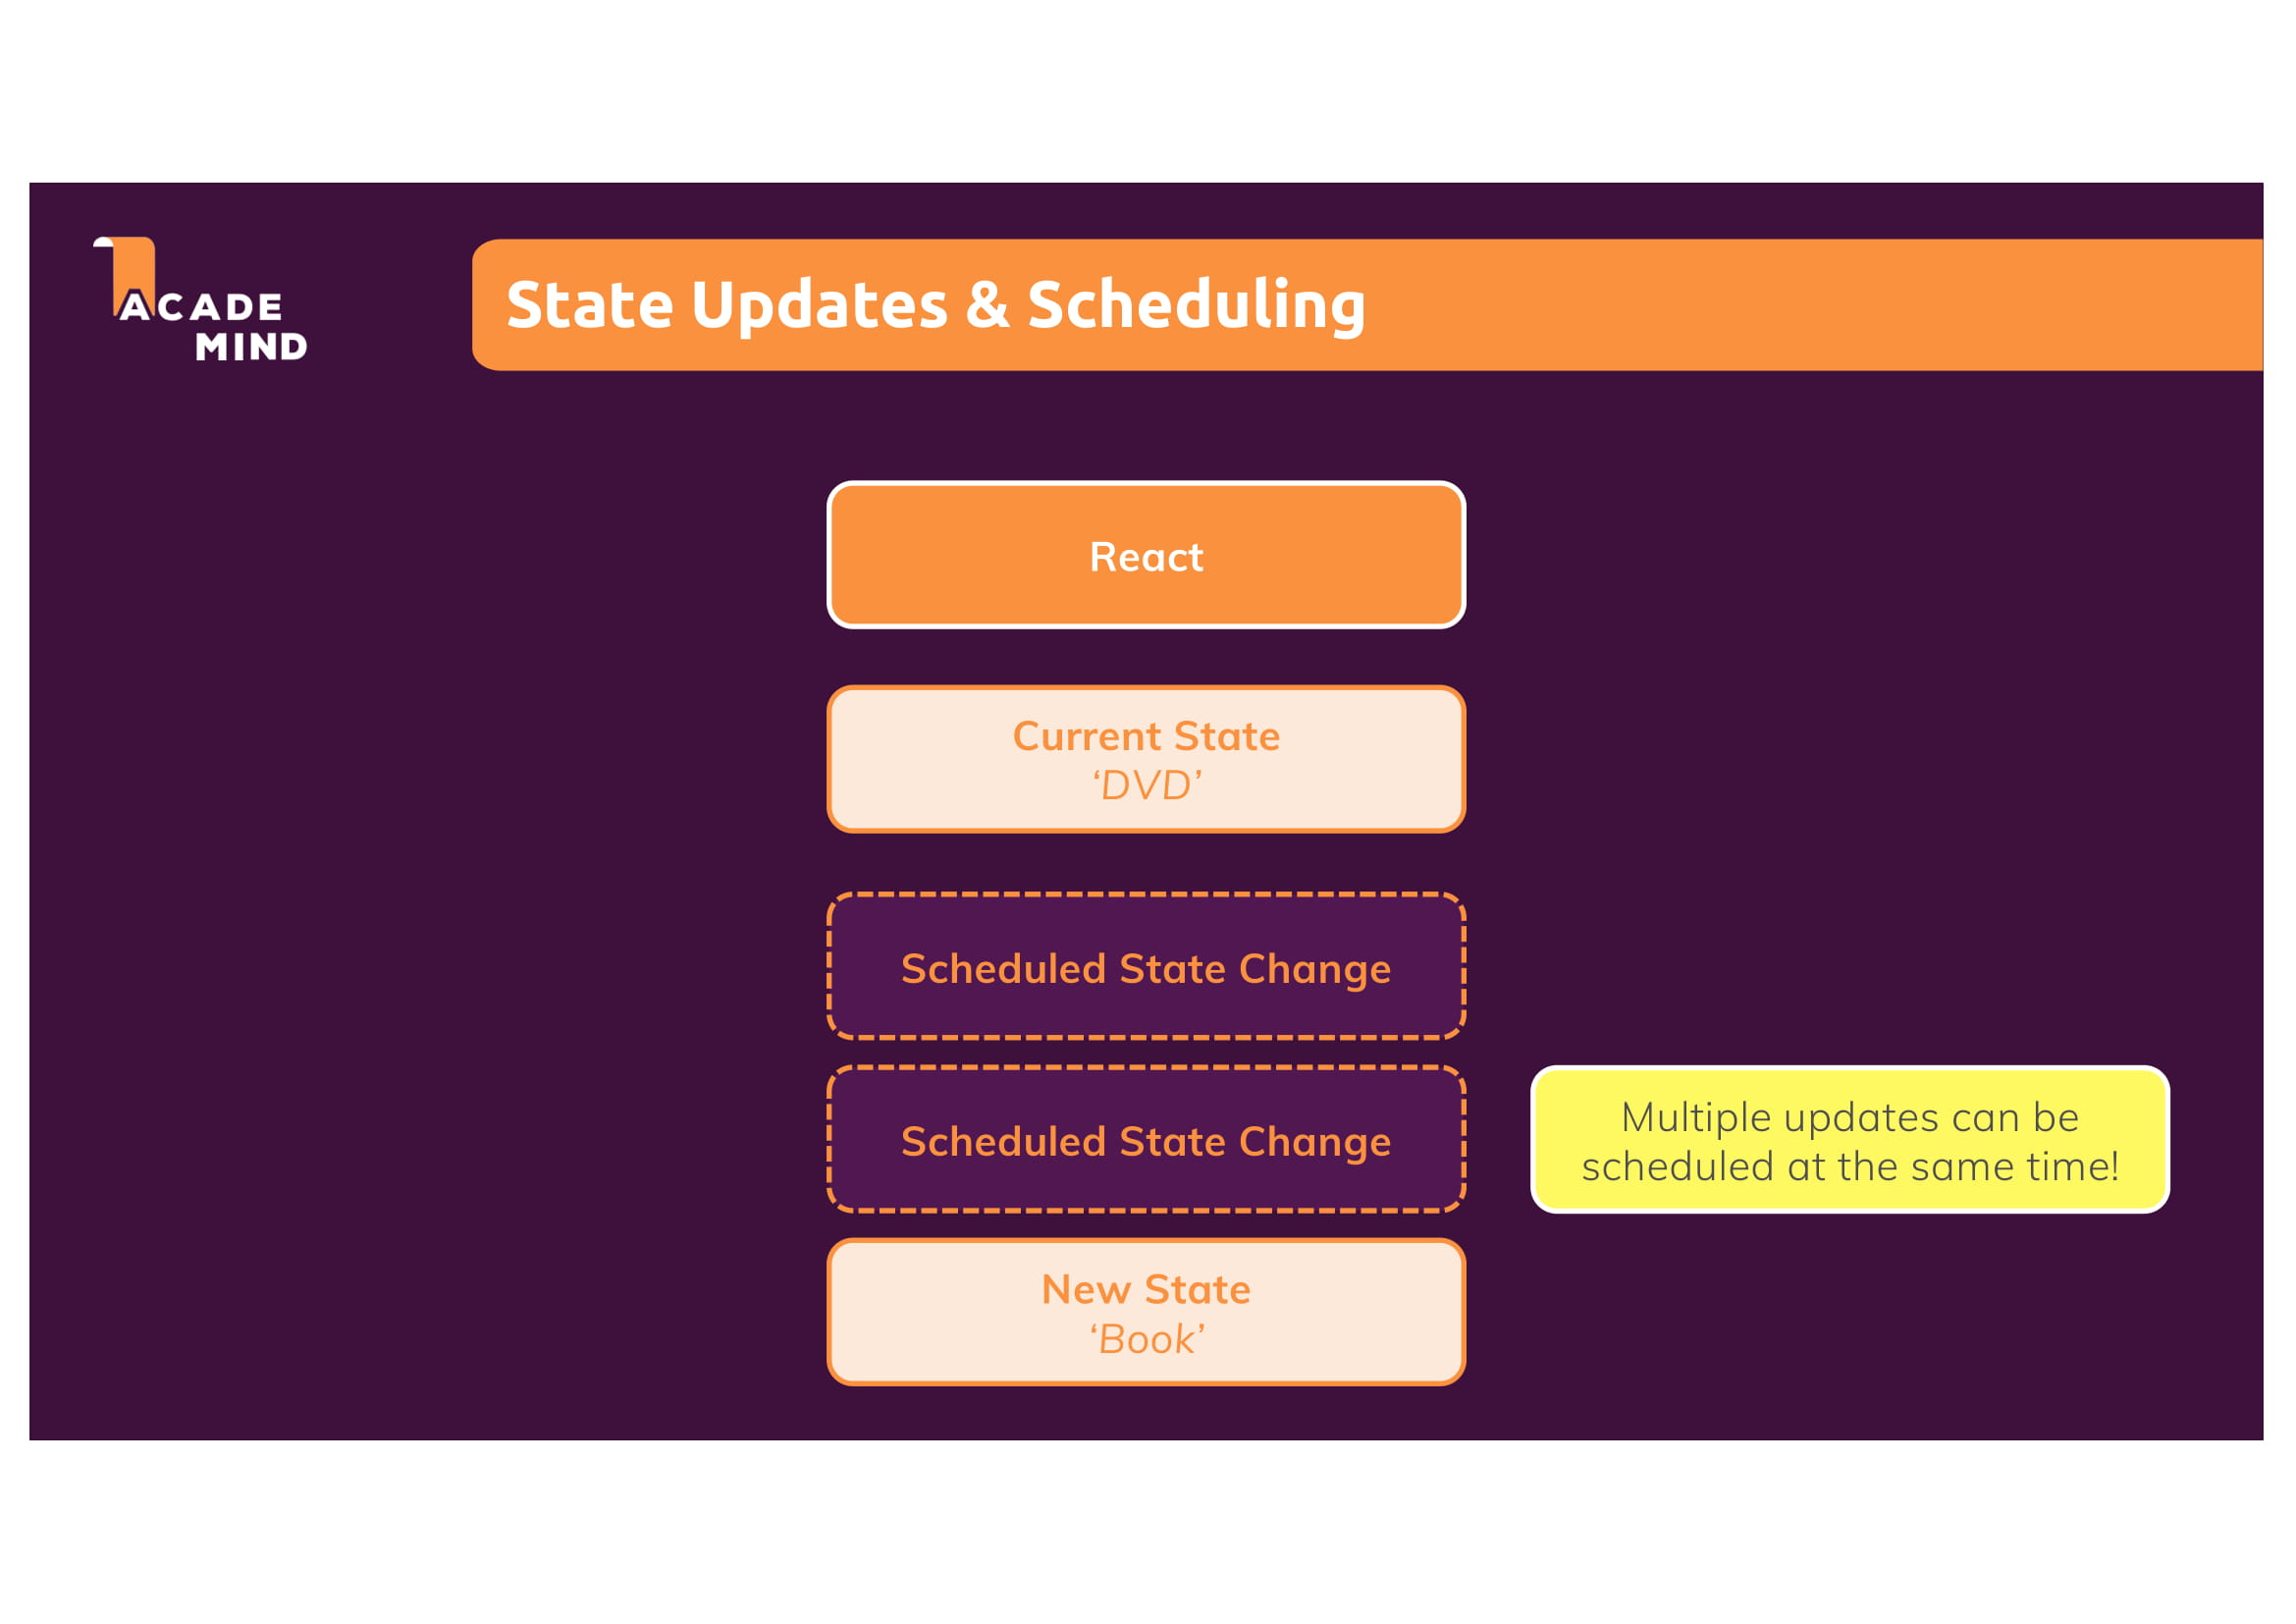 ACADE
MIND
State Updates & Scheduling
React
Current State
‘DVD’
Scheduled State Change
Scheduled State Change
Multiple updates can be
scheduled at the same time!
New State
‘Book’